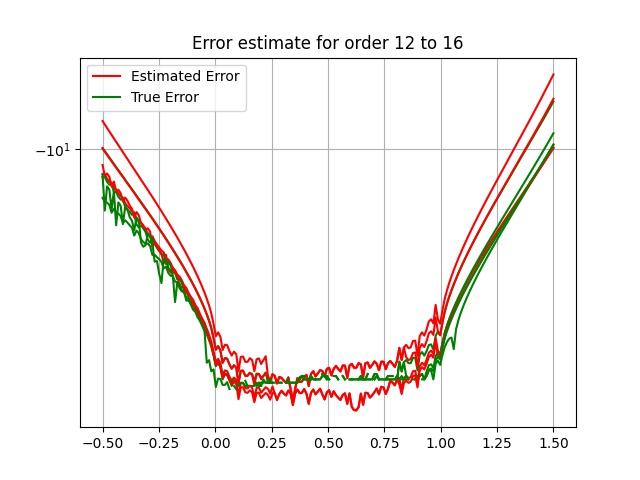 Error estimate for order 12 to 16
Estimated Error
True Error
−10¹
−0.50 −0.25 0.00 0.25 0.50 0.75 1.00 1.25 1.50